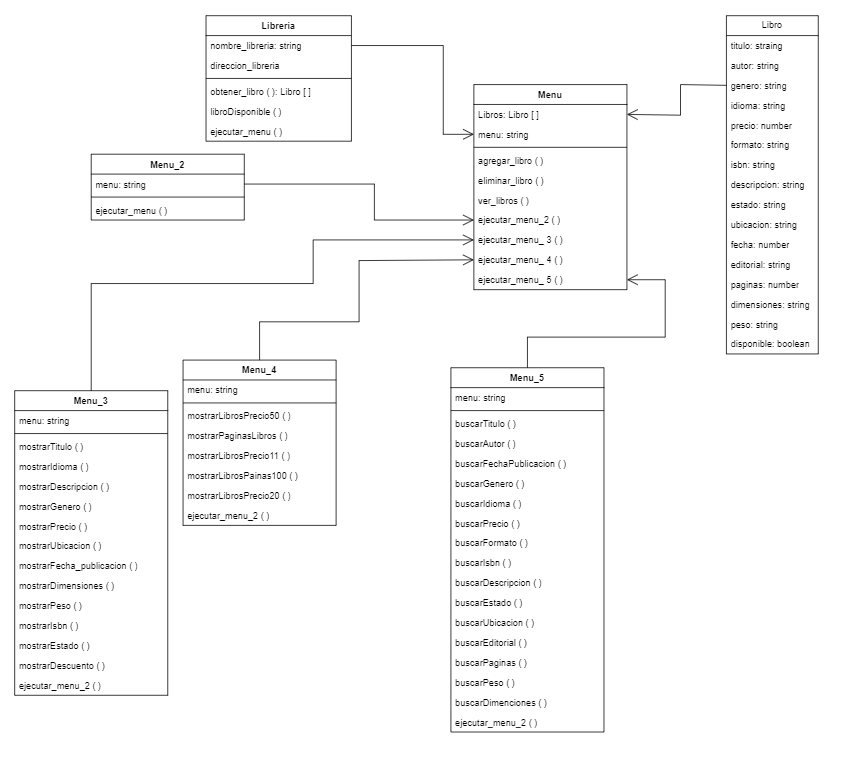 Libreria
nombre_libreria: string
direccion_libreria
obtener_libro ( ): Libro [ ]
libroDisponible ( )
ejecutar_menu ( )
Menu
Libros: Libro [ ]
menu: string
agregar_libro ( )
eliminar_libro ( )
ver_libros ( )
ejecutar_menu_2 ( )
ejecutar_menu_ 3 ( )
ejecutar_menu_ 4 ( )
ejecutar_menu_ 5 ( )
Libro
titulo: straing
autor: string
genero: string
idioma: string
precio: number
formato: string
isbn: string
descripcion: string
estado: string
ubicacion: string
fecha: number
editorial: string
paginas: number
dimensiones: string
peso: string
disponible: boolean
Menu_2
menu: string
ejecutar_menu ( )
Menu_3
menu: string
mostrarTitulo ( )
mostrarIdioma ( )
mostrarDescripcion ( )
mostrarGenero ( )
mostrarPrecio ( )
mostrarUbicacion ( )
mostrarFecha_publicacion ( )
mostrarDimensiones ( )
mostrarPeso ( )
mostrarIsbn ( )
mostrarEstado ( )
mostrarDescuento ( )
ejecutar_menu_2 ( )
Menu_4
menu: string
mostrarLibrosPrecio50 ( )
mostrarPaginasLibros ( )
mostrarLibrosPrecio11 ( )
mostrarLibrosPainas100 ( )
mostrarLibrosPrecio20 ( )
ejecutar_menu_2 ( )
Menu_5
menu: string
buscarTitulo ( )
buscarAutor ( )
buscarFechaPublicacion ( )
buscarGenero ( )
buscarIdioma ( )
buscarPrecio ( )
buscarFormato ( )
buscarIsbn ( )
buscarDescripcion ( )
buscarEstado ( )
buscarUbicacion ( )
buscarEditorial ( )
buscarPaginas ( )
buscarPeso ( )
buscarDimenciones ( )
ejecutar_menu_2 ( )